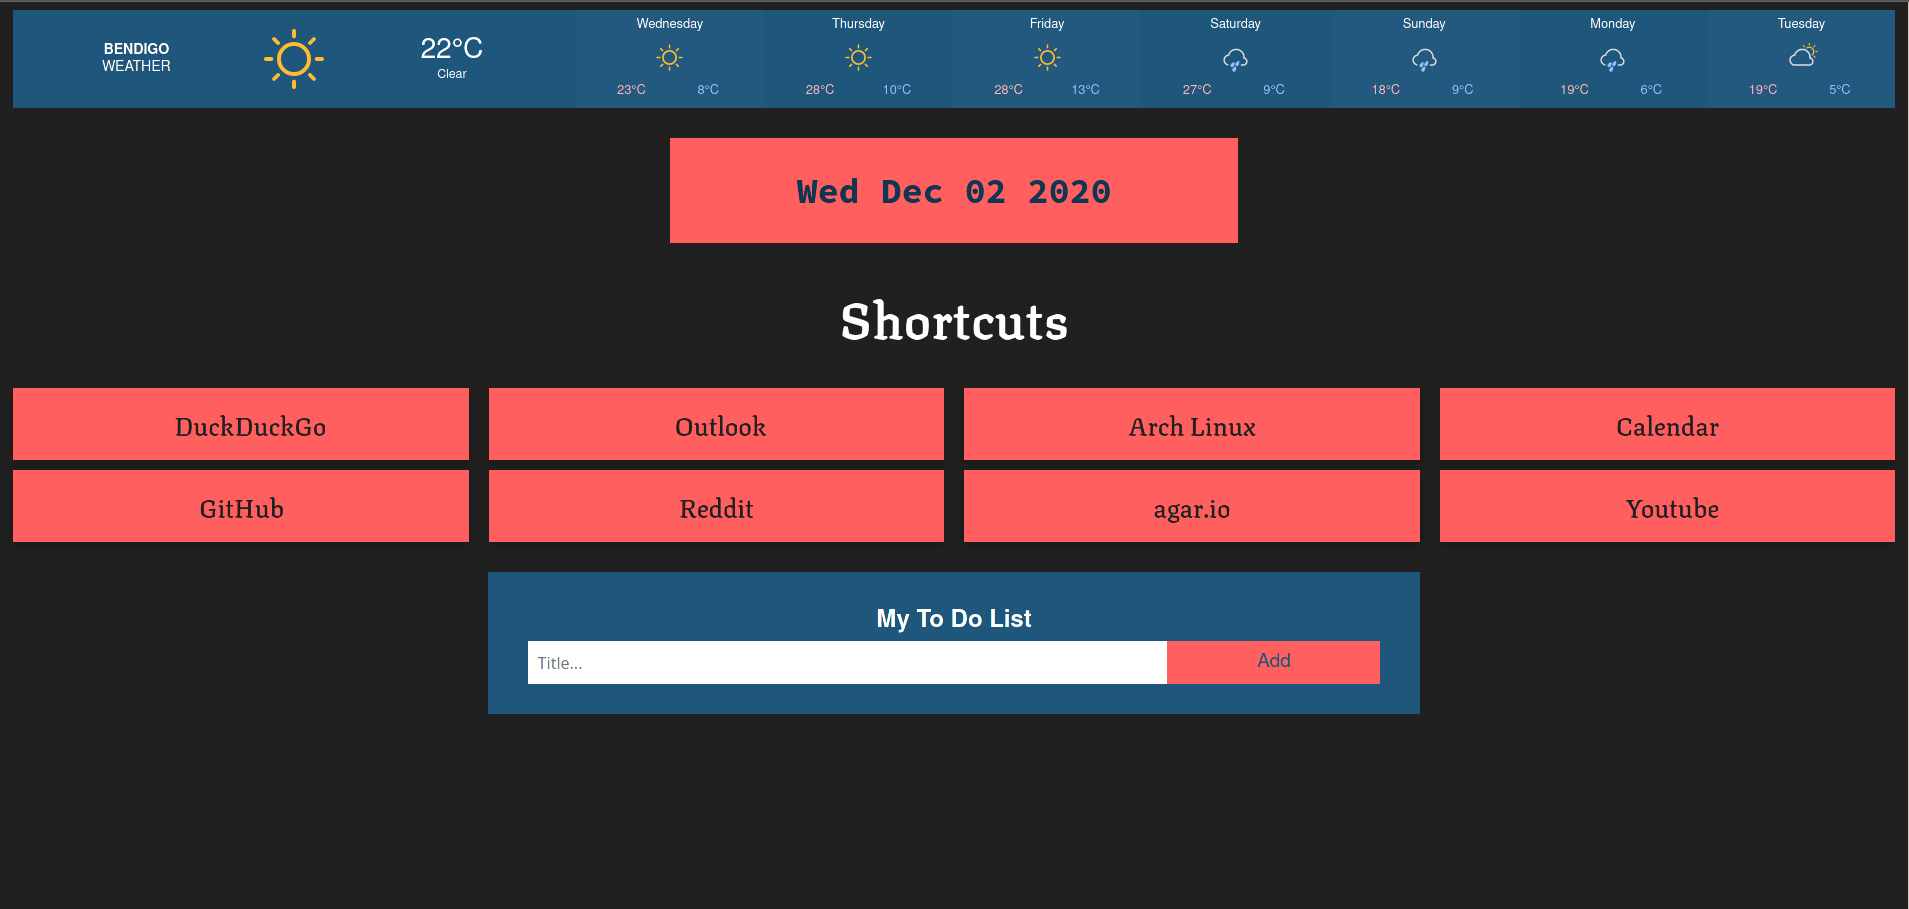 BENDIGO
WEATHER
22°C
Clear
Wednesday
23°C 8°C
Thursday
28°C 10°C
Friday
28°C 13°C
Saturday
27°C 9°C
Sunday
18°C 9°C
Monday
19°C 6°C
Tuesday
19°C 5°C
Wed Dec 02 2020
Shortcuts
DuckDuckGo
Outlook
Arch Linux
Calendar
GitHub
Reddit
agar.io
Youtube
My To Do List
Title...
Add